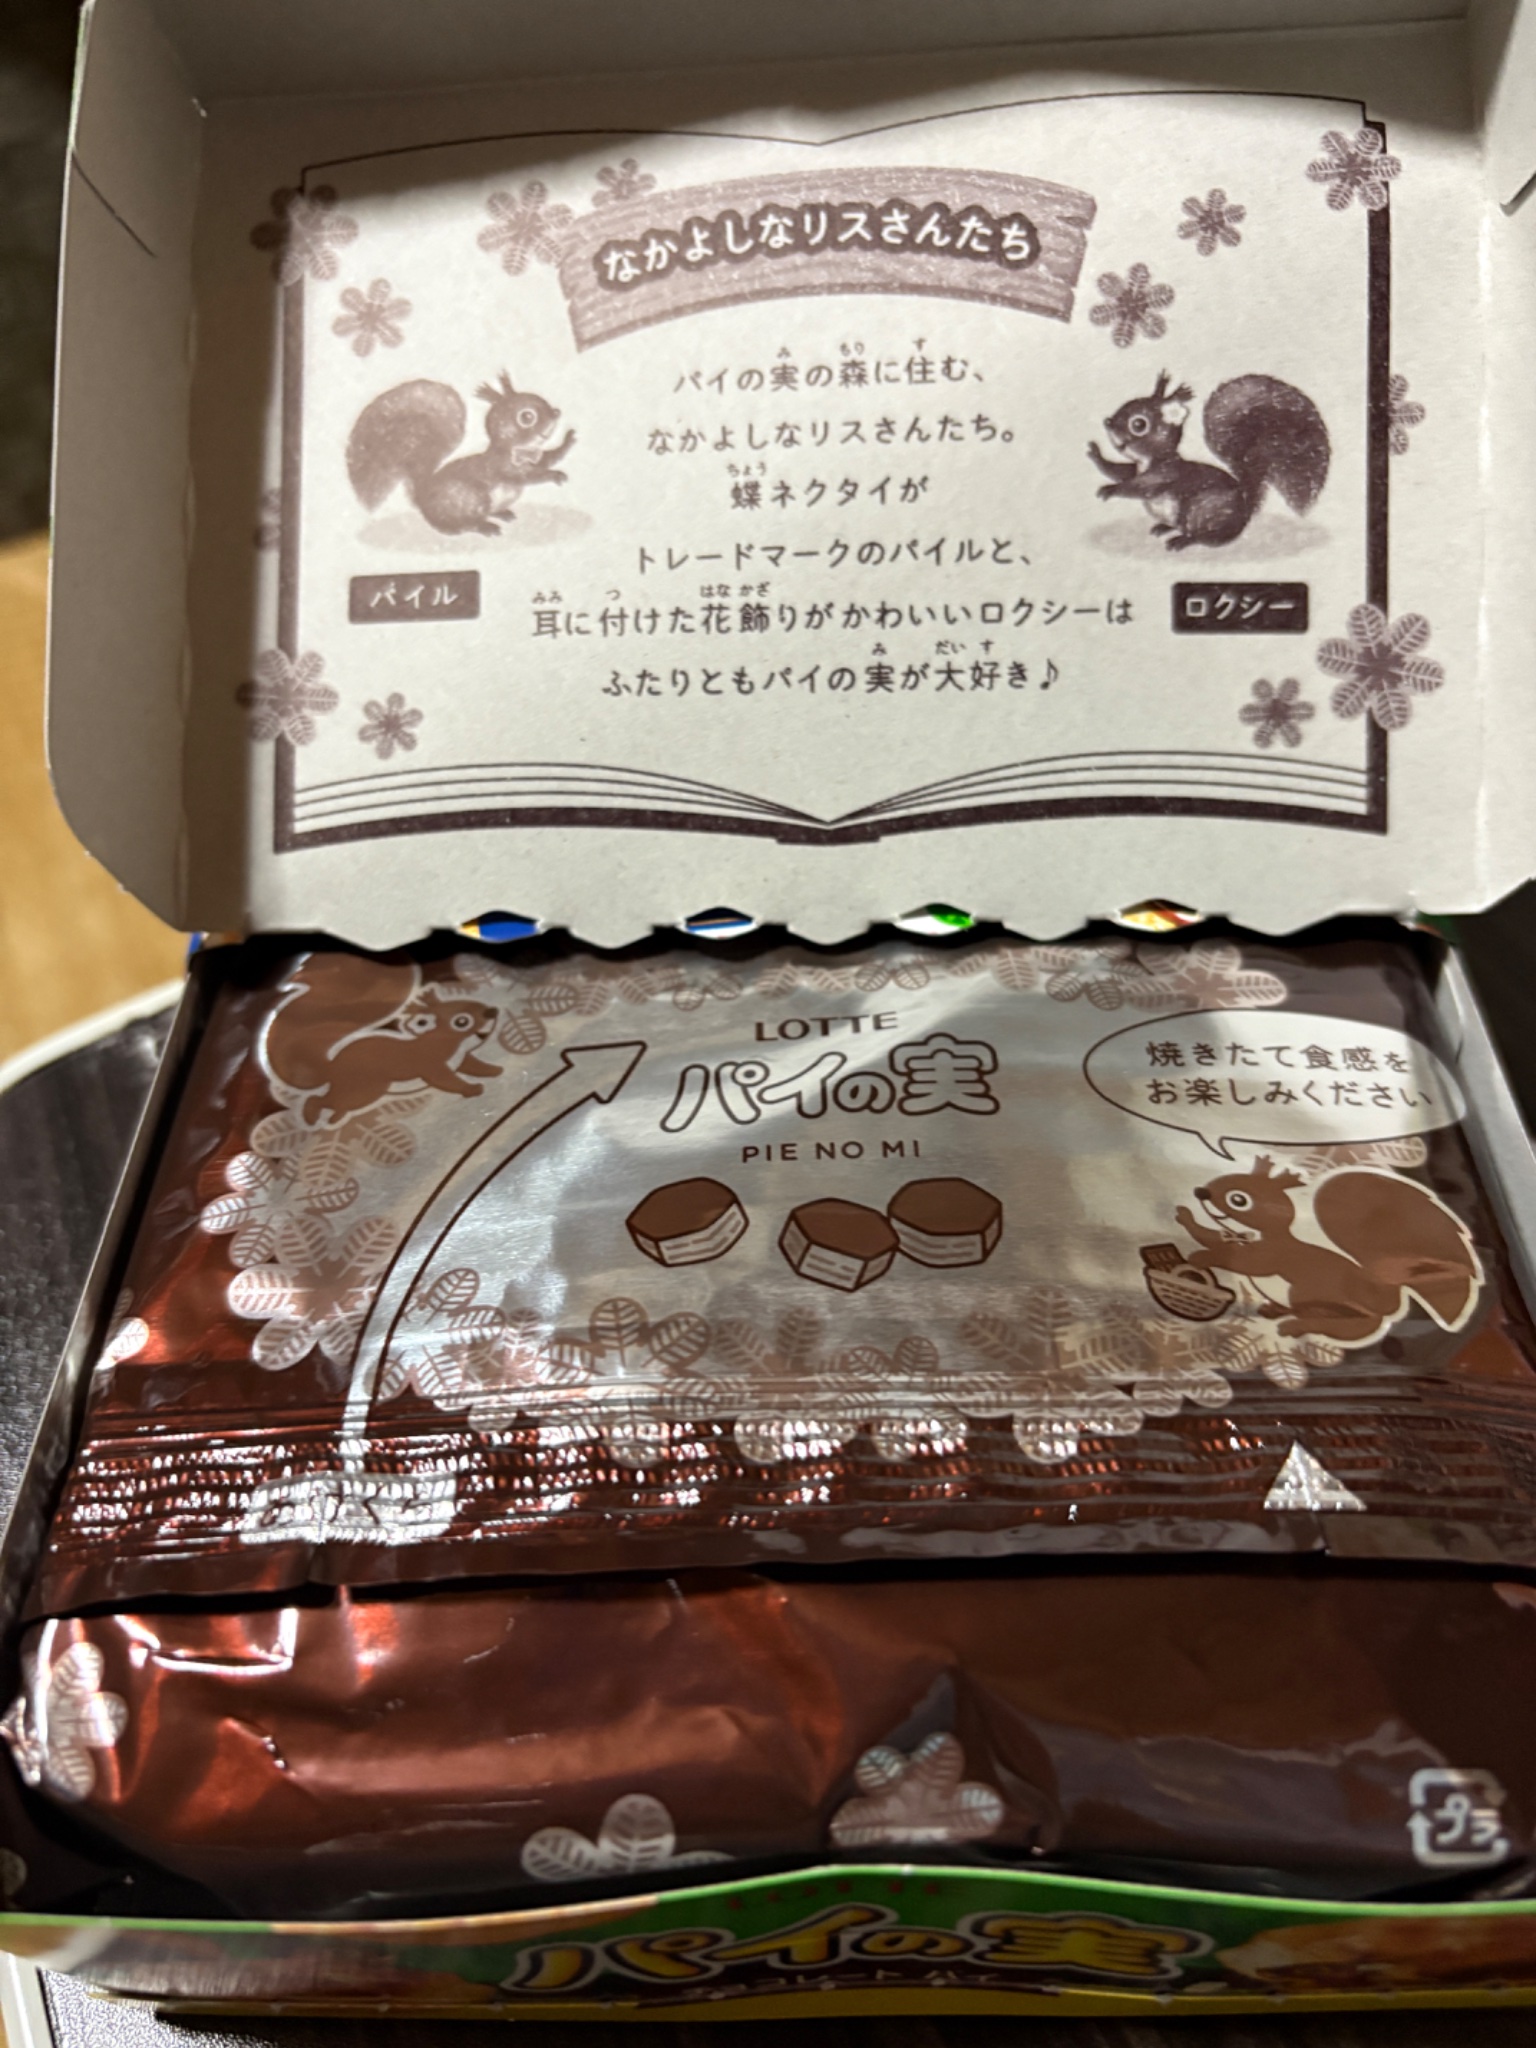 なかよしなリスさんたち
パイの実の森に住む、
なかよしなリスさんたち。
蝶ネクタイが
トレードマークのパイルと、
耳に付けた花飾りがかわいいロクシーは
ふたりともパイの実が大好き♪
パイル
ロクシー
LOTTE
パイの実
PIE NO MI
焼きたて食感を
お楽しみください
あけくち
プラ
パイの実